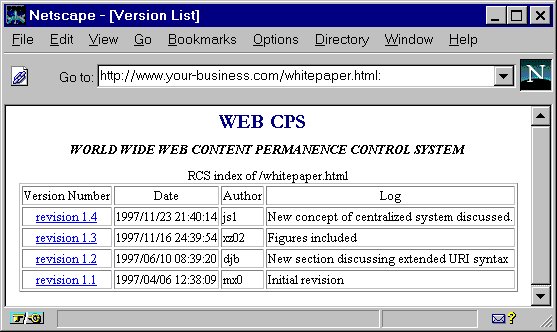 Netscape - [Version List]
File Edit View Go Bookmarks Options Directory Window Help
Go to: http://www.your-business.com/whitepaper.html:
N
WEB CPS
WORLD WIDE WEB CONTENT PERMANENCE CONTROL SYSTEM
RCS index of /whitepaper.html
Version Number Date Author Log
revision 1.4 1997/11/23 21:40:14 js1 New concept of centralized system discussed.
revision 1.3 1997/11/16 24:39:54 xz02 Figures included
revision 1.2 1997/06/10 08:39:20 djb New section discussing extended URI syntax
revision 1.1 1997/04/06 12:38:09 mx0 Initial revision
?